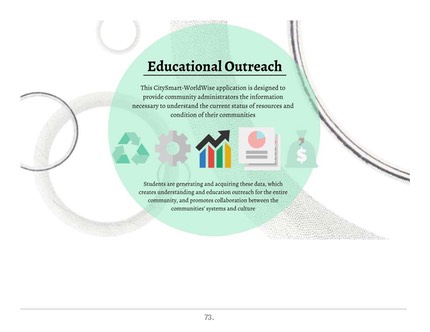 Educational Outreach
This CitySmart-WorldWise application is designed to
provide community administrators the information
necessary to understand the current status of resources and
condition of their communities
$
Students are generating and acquiring these data, which
creates understanding and education outreach for the entire
community, and promotes collaboration between the
communities' systems and culture
73.